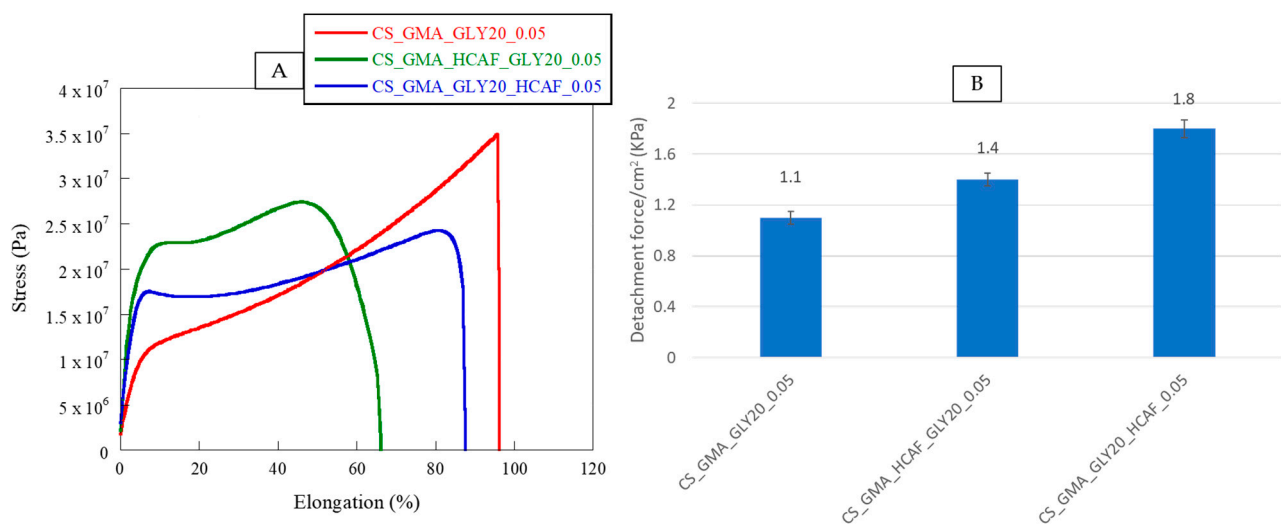 A
CS_GMA_GLY20_0.05
CS_GMA_HCAF_GLY20_0.05
CS_GMA_GLY20_HCAF_0.05
4 x 10⁷
3.5 x 10⁷
3 x 10⁷
2.5 x 10⁷
2 x 10⁷
1.5 x 10⁷
1 x 10⁷
5 x 10⁶
0
Stress (Pa)
0 20 40 60 80 100 120
Elongation (%)
B
Detachment force/cm² (KPa)
2
1.6
1.2
0.8
0.4
0
1.1
1.4
1.8
CS_GMA_GLY20_0.05
CS_GMA_HCAF_GLY20_0.05
CS_GMA_GLY20_HCAF_0.05